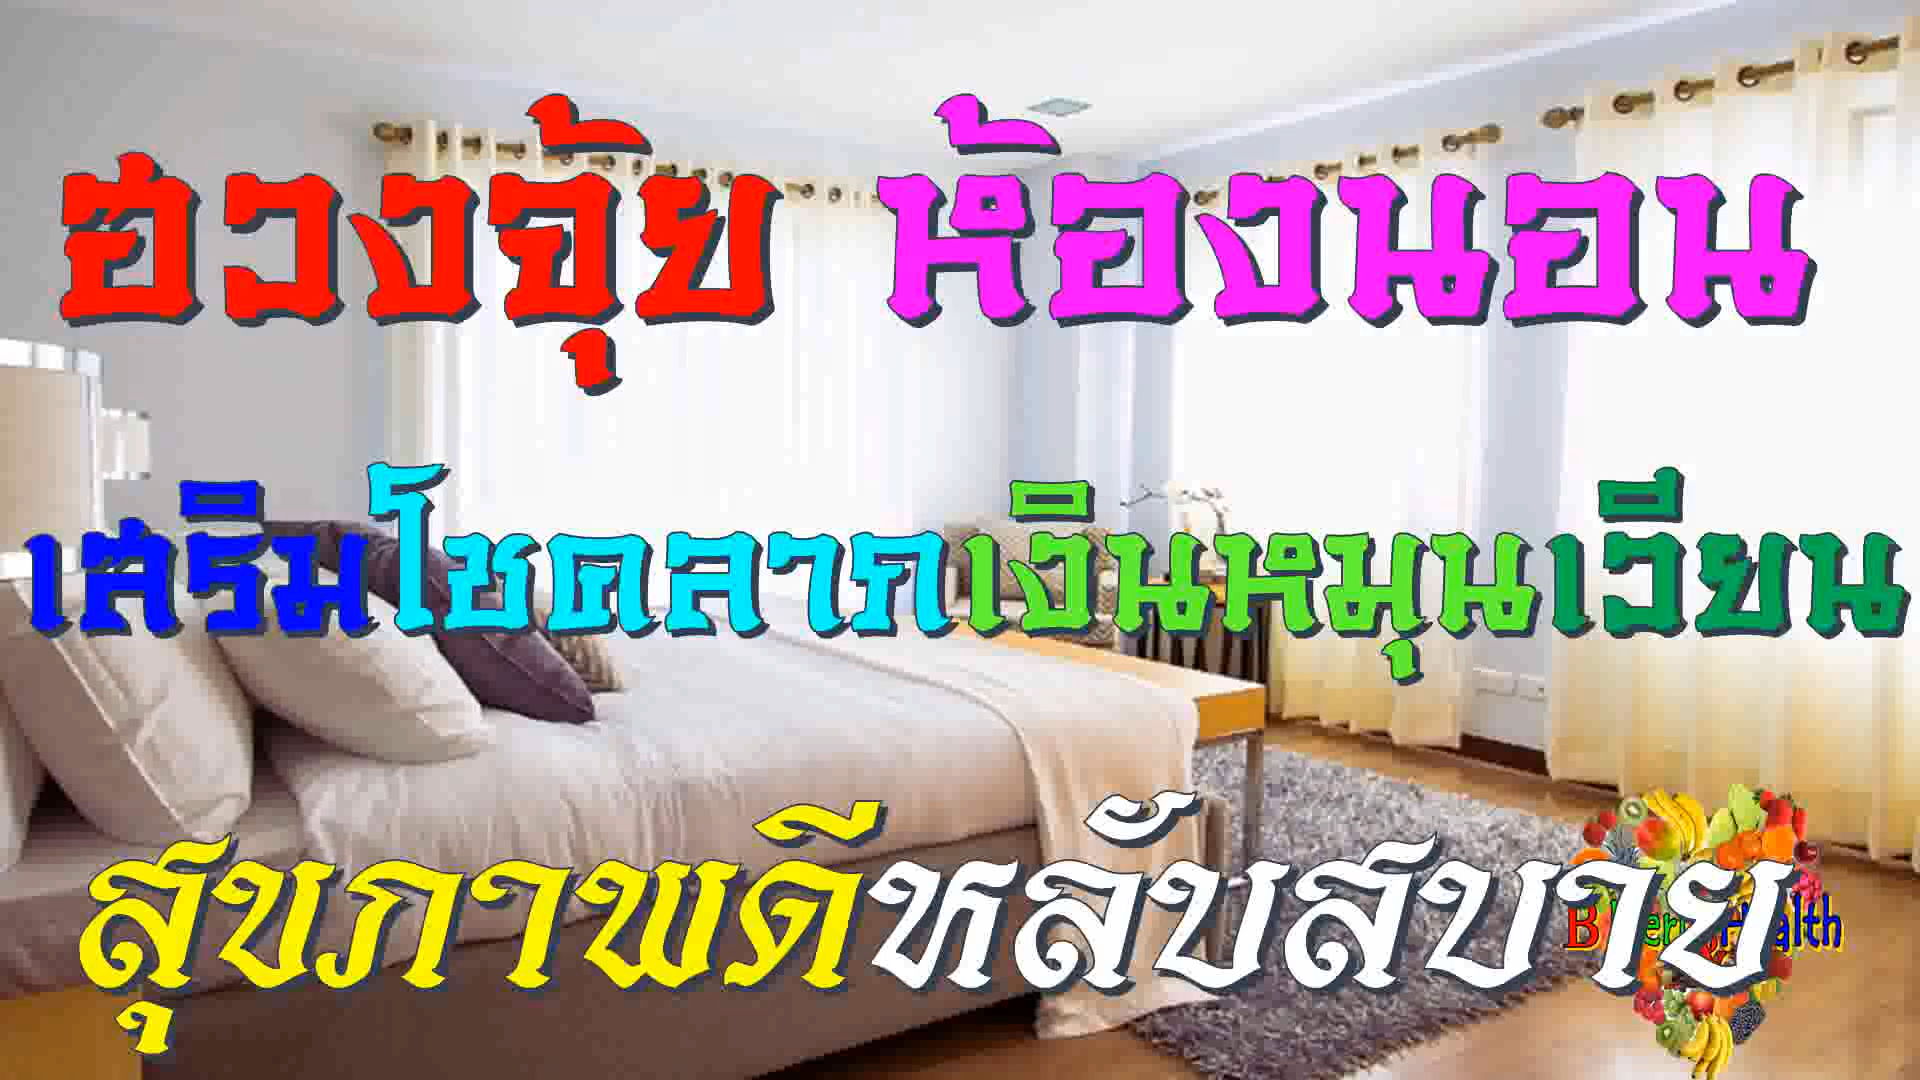 ฮวงจุ้ย ห้องนอน
เสริมโชคลาภเงินหมุนเวียน
สุขภาพดีหลับสบาย
Health